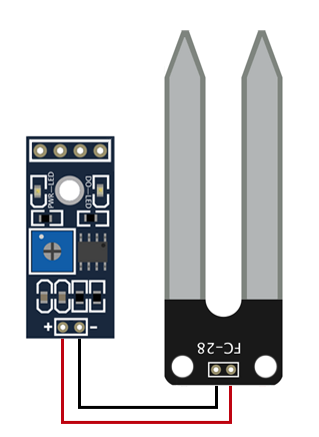 PWR-LED
DO-LED
+
-
FC-28